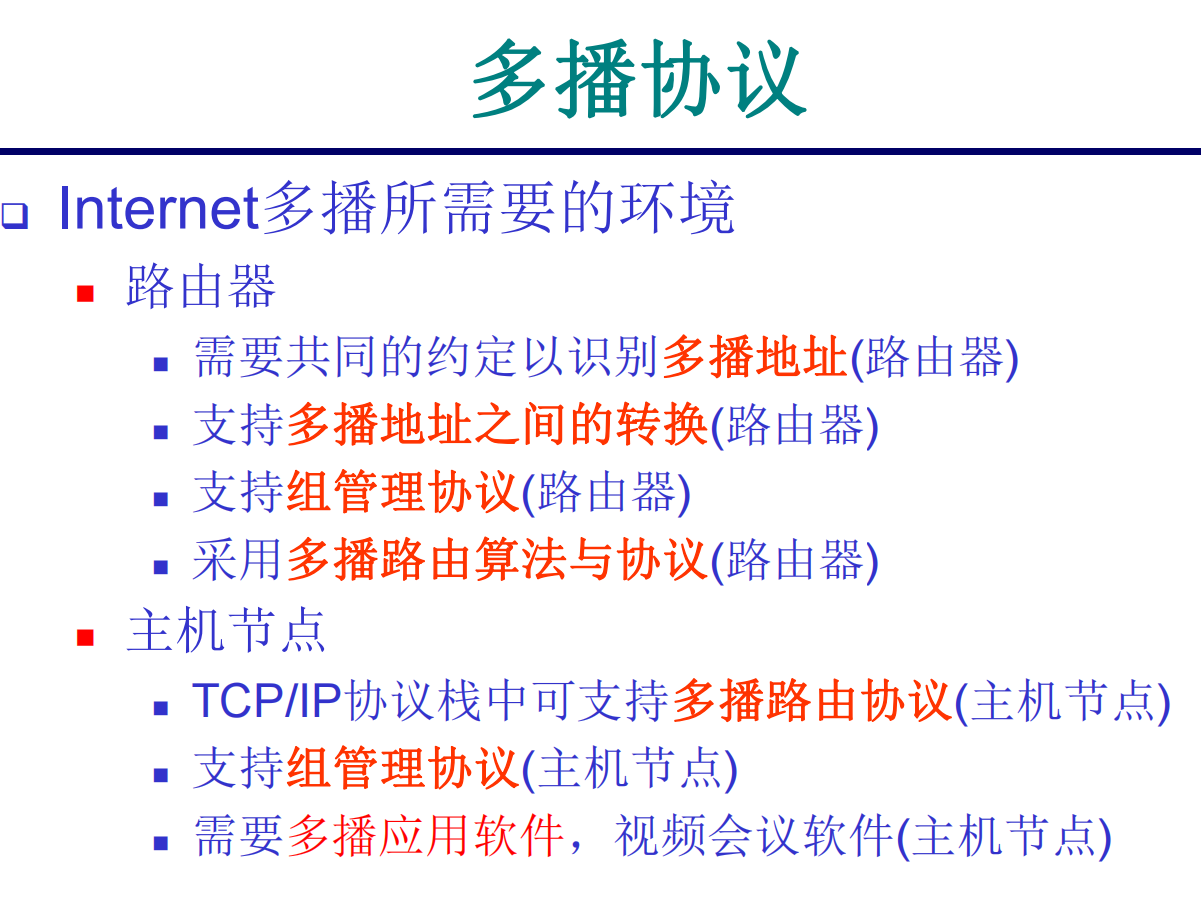 多播协议
Internet多播所需要的环境
路由器
需要共同的约定以识别多播地址(路由器)
支持多播地址之间的转换(路由器)
支持组管理协议(路由器)
采用多播路由算法与协议(路由器)
主机节点
TCP/IP协议栈中可支持多播路由协议(主机节点)
支持组管理协议(主机节点)
需要多播应用软件，视频会议软件(主机节点)